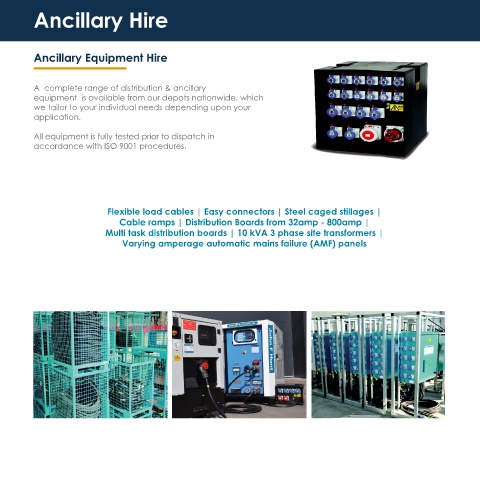 Ancillary Hire
Ancillary Equipment Hire
A complete range of distribution & ancillary
equipment is available from our depots nationwide, which
we tailor to your individual needs depending upon your
application.
All equipment is fully tested prior to dispatch in
accordance with ISO 9001 procedures.
Flexible load cables | Easy connectors | Steel caged stillages |
Cable ramps | Distribution Boards from 32amp - 800amp |
Multi task distribution boards | 10 kVA 3 phase site transformers |
Varying amperage automatic mains failure (AMF) panels